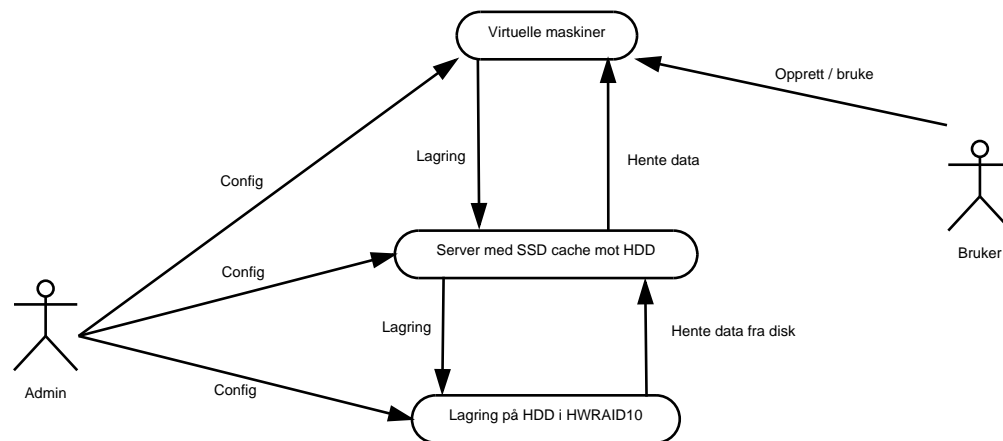 Virtuelle maskiner
Opprett / bruke
Lagring
Hente data
Config
Bruker
Server med SSD cache mot HDD
Config
Lagring
Hente data fra disk
Admin
Config
Lagring på HDD i HWRAID10